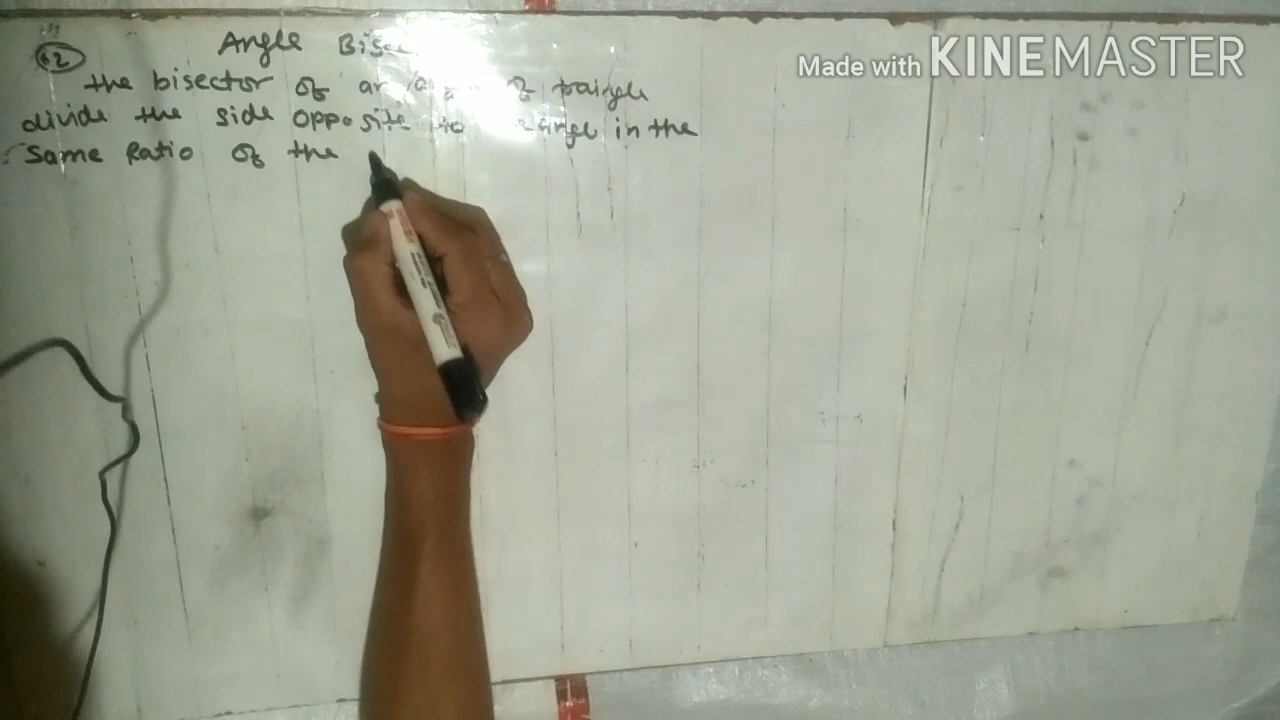 Made with KINEMASTER
62 Angle
the bisector of an of
divide the side opposite in the
Same Ratio of the